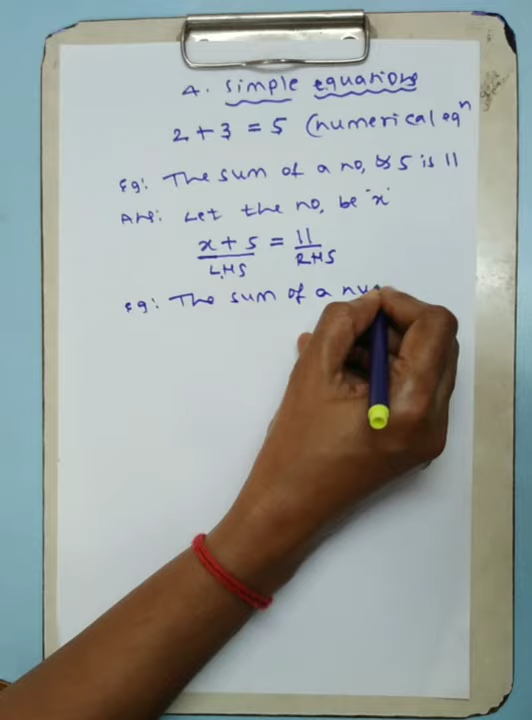 4. Simple equations
2 + 3 = 5 (numerical eqn
Eg: The sum of a no, & 5 is 11
Ans: Let the no, be "x"
x + 5 = 11
LHS RHS
Eg: The sum of a nu